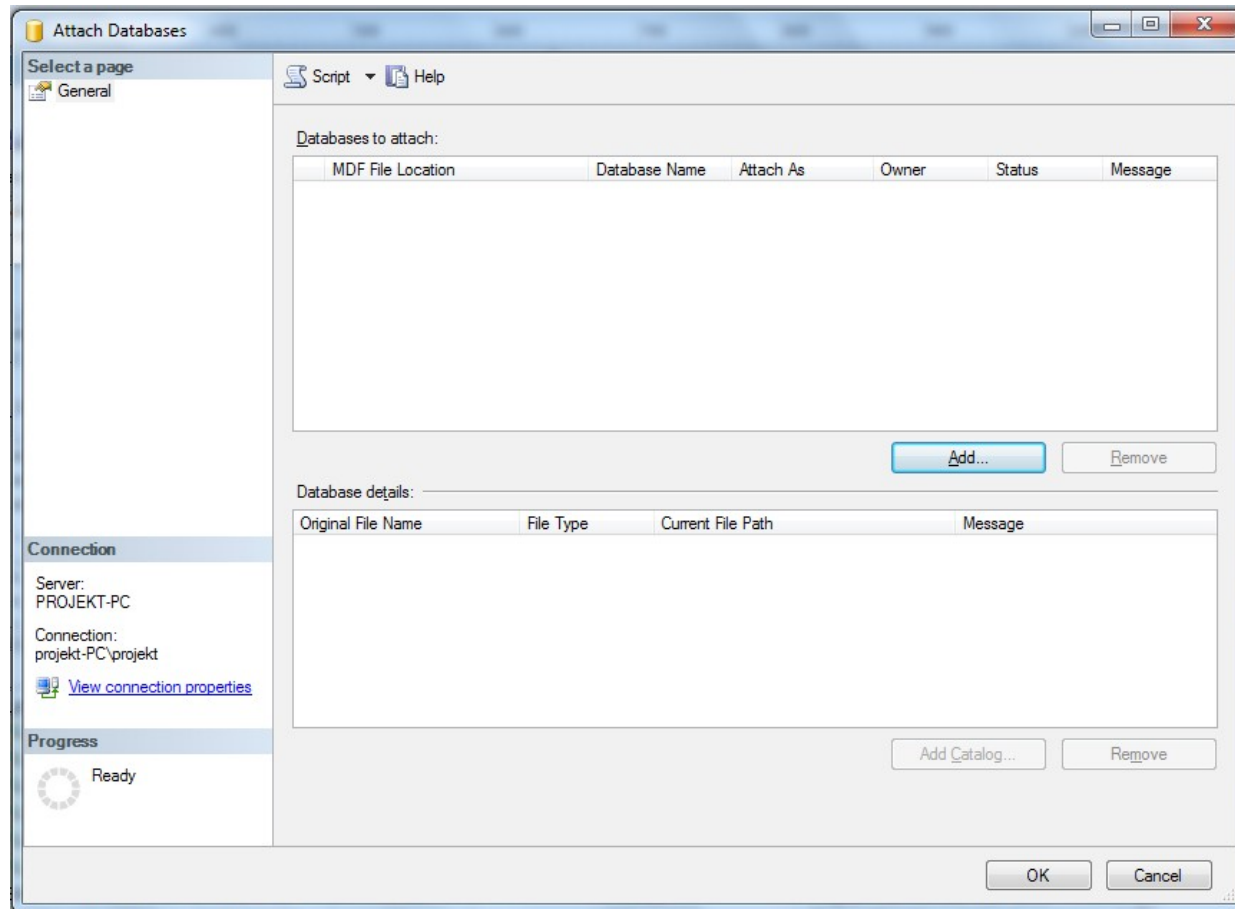 Attach Databases
Select a page
General
Script
Help
Databases to attach:
MDF File Location Database Name Attach As Owner Status Message
Add... Remove
Database details:
Original File Name File Type Current File Path Message
Connection
Server:
PROJEKT-PC
Connection:
projekt-PC\projekt
View connection properties
Progress
Ready
Add Catalog... Remove
OK Cancel